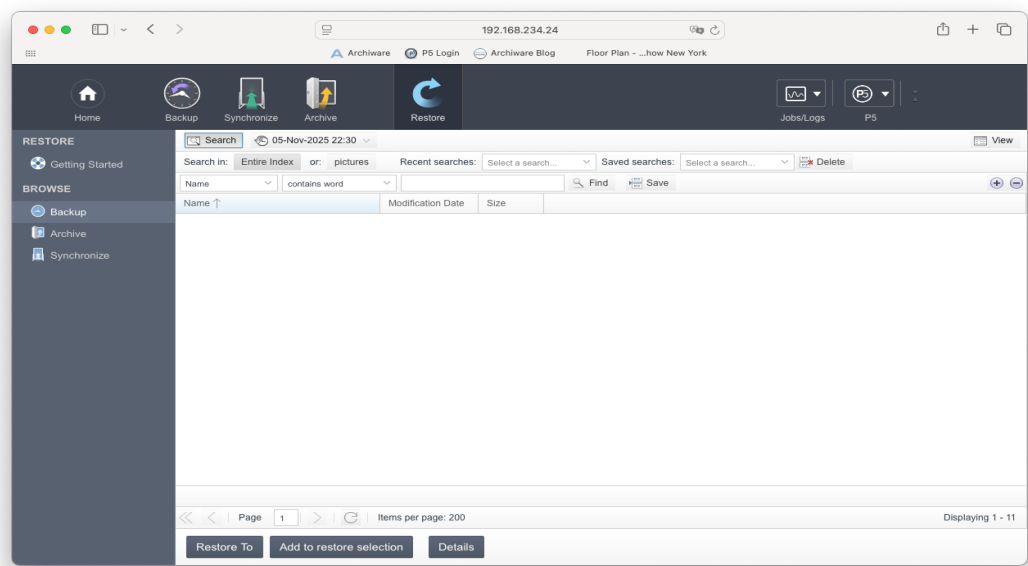 192.168.234.24
Archiware P5 Login Archiware Blog Floor Plan - ...how New York
Home Backup Synchronize Archive Restore Jobs/Logs P5
RESTORE
Getting Started
BROWSE
Backup
Archive
Synchronize
Search 05-Nov-2025 22:30 View
Search in: Entire Index or: pictures Recent searches: Select a search... Saved searches: Select a search... Delete
Name contains word Find Save
Name Modification Date Size
Page 1 Items per page: 200 Displaying 1 - 11
Restore To Add to restore selection Details